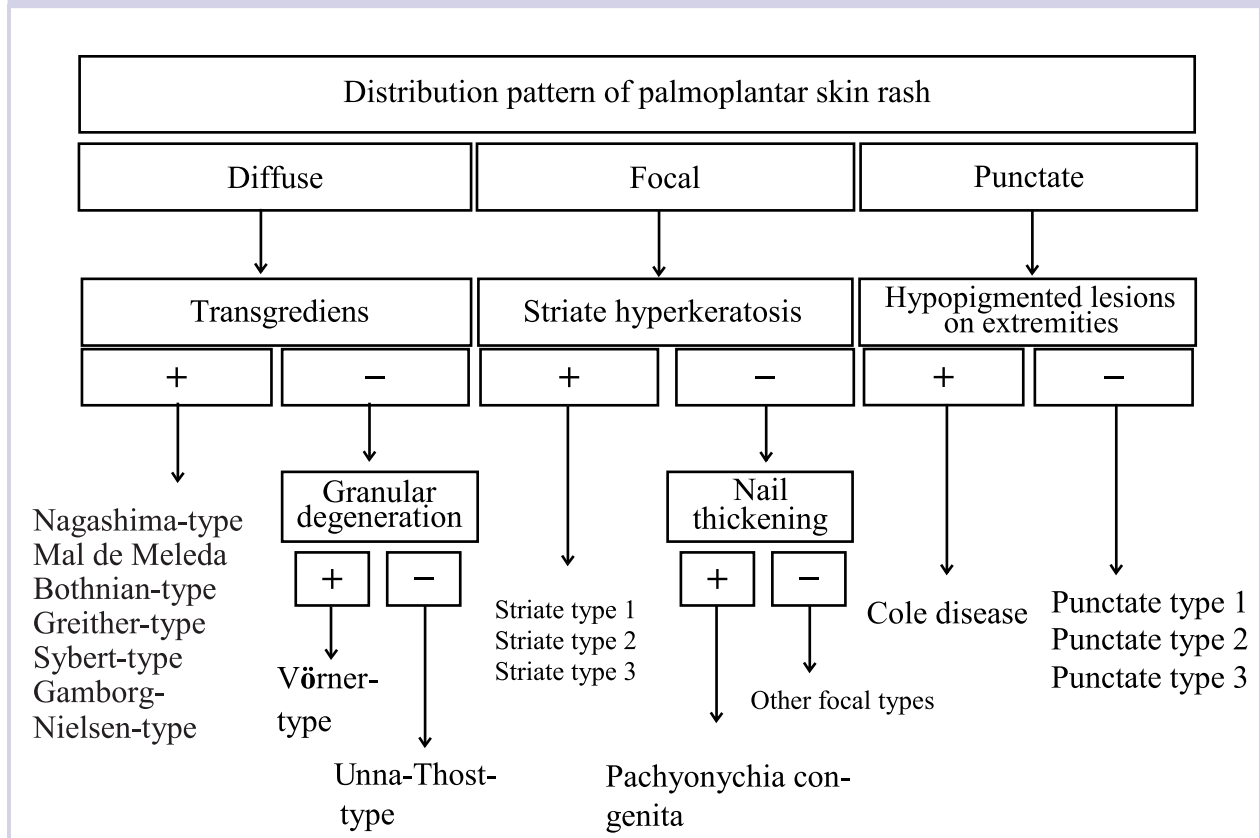 Distribution pattern of palmoplantar skin rash
Diffuse
Focal
Punctate
Transgrediens
Striate hyperkeratosis
Hypopigmented lesions
on extremities
+
−
+
−
+
−
Granular
degeneration
Nail
thickening
Nagashima-type
Mal de Meleda
Bothnian-type
Greither-type
Sybert-type
Gamborg-
Nielsen-type
+
−
+
−
Vörner-
type
Unna-Thost-
type
Striate type 1
Striate type 2
Striate type 3
Pachyonychia con-
genita
Other focal types
Cole disease
Punctate type 1
Punctate type 2
Punctate type 3